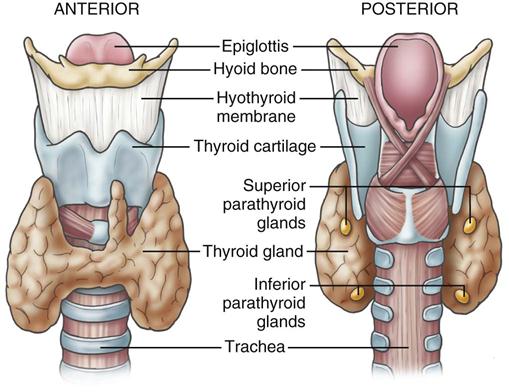 ANTERIOR
POSTERIOR
Epiglottis
Hyoid bone
Hyothyroid
membrane
Thyroid cartilage
Superior
parathyroid
glands
Thyroid gland
Inferior
parathyroid
glands
Trachea